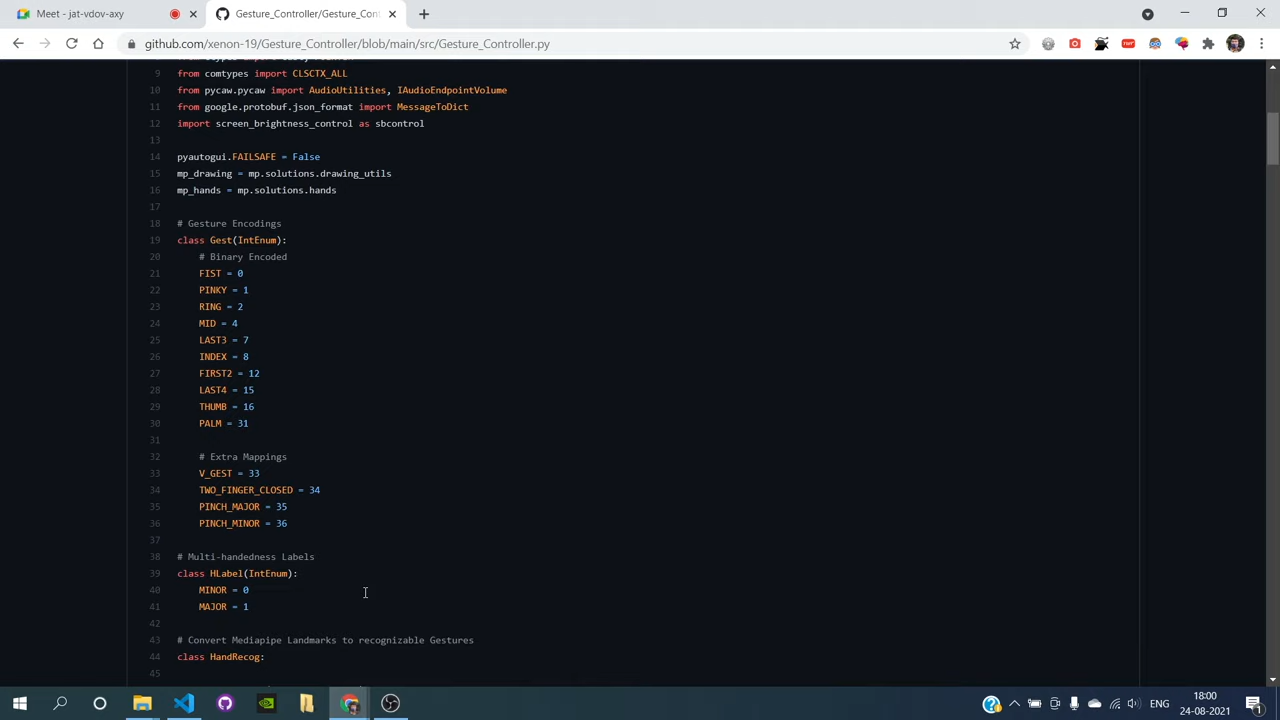 Meet - jat-vdov-axy
Gesture_Controller/Gesture_Cont
github.com/xenon-19/Gesture_Controller/blob/main/src/Gesture_Controller.py
9 from comtypes import CLSCTX_ALL
10 from pycaw.pycaw import AudioUtilities, IAudioEndpointVolume
11 from google.protobuf.json_format import MessageToDict
12 import screen_brightness_control as sbcontrol
13
14 pyautogui.FAILSAFE = False
15 mp_drawing = mp.solutions.drawing_utils
16 mp_hands = mp.solutions.hands
17
18 # Gesture Encodings
19 class Gest(IntEnum):
20 # Binary Encoded
21 FIST = 0
22 PINKY = 1
23 RING = 2
24 MID = 4
25 LAST3 = 7
26 INDEX = 8
27 FIRST2 = 12
28 LAST4 = 15
29 THUMB = 16
30 PALM = 31
31
32 # Extra Mappings
33 V_GEST = 33
34 TWO_FINGER_CLOSED = 34
35 PINCH_MAJOR = 35
36 PINCH_MINOR = 36
37
38 # Multi-handedness Labels
39 class HLabel(IntEnum):
40 MINOR = 0
41 MAJOR = 1
42
43 # Convert Mediapipe Landmarks to recognizable Gestures
44 class HandRecog:
45
ENG
18:00
24-08-2021